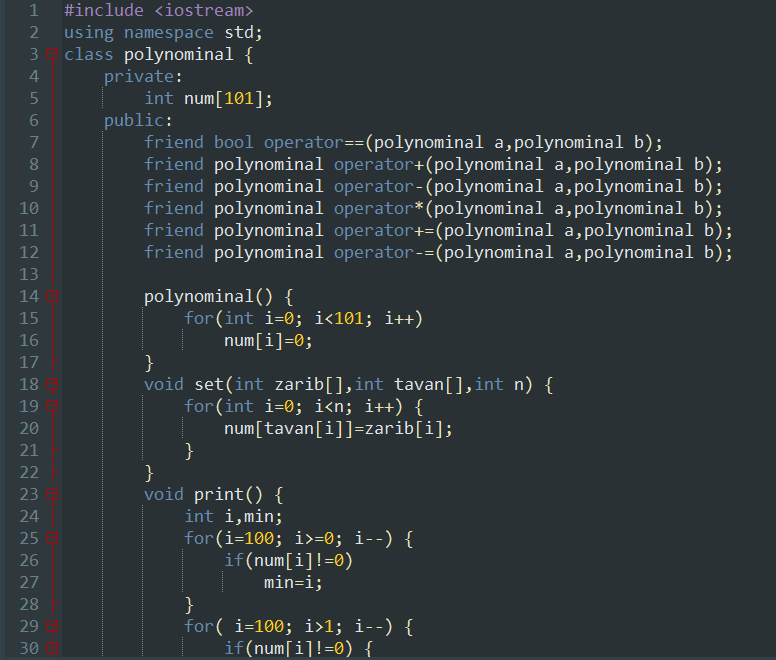 1 #include <iostream>
2 using namespace std;
3 class polynominal {
4 private:
5 int num[101];
6 public:
7 friend bool operator==(polynominal a,polynominal b);
8 friend polynominal operator+(polynominal a,polynominal b);
9 friend polynominal operator-(polynominal a,polynominal b);
10 friend polynominal operator*(polynominal a,polynominal b);
11 friend polynominal operator+=(polynominal a,polynominal b);
12 friend polynominal operator-=(polynominal a,polynominal b);
13
14 polynominal() {
15 for(int i=0; i<101; i++)
16 num[i]=0;
17 }
18 void set(int zarib[],int tavan[],int n) {
19 for(int i=0; i<n; i++) {
20 num[tavan[i]]=zarib[i];
21 }
22 }
23 void print() {
24 int i,min;
25 for(i=100; i>=0; i--) {
26 if(num[i]!=0)
27 min=i;
28 }
29 for( i=100; i>1; i--) {
30 if(num[i]!=0) {